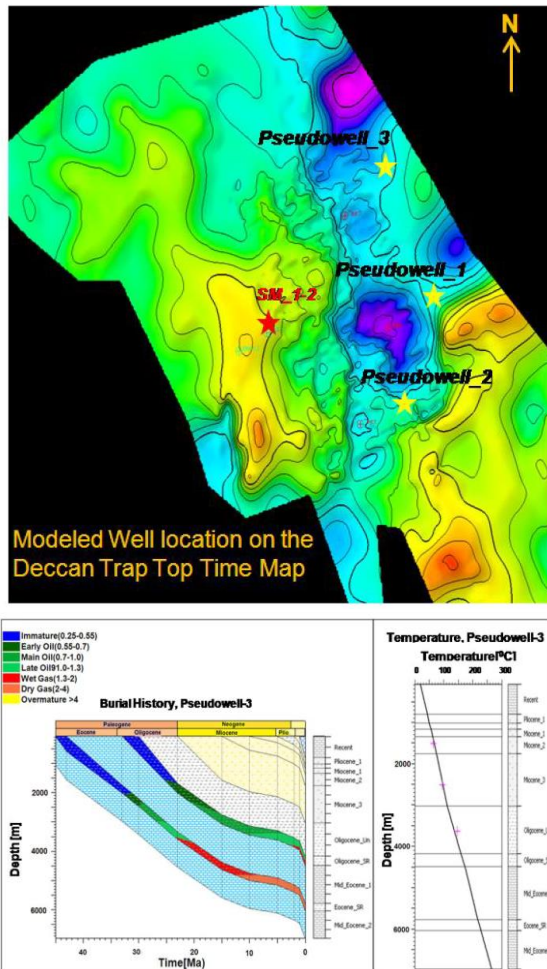 N
Pseudowell_3
Pseudowell_1
SM_1-2
Pseudowell_2
Modeled Well location on the
Deccan Trap Top Time Map
Immature(0.25-0.55)
Early Oil(0.55-0.7)
Main Oil(0.7-1.0)
Late Oil91.0-1.3)
Wet Gas(1.3-2)
Dry Gas(2-4)
Overmature >4
Burial History, Pseudowell-3
Paleogene Neogene
Eocene Oligocene Miocene Plio.
Depth [m]
2000
4000
6000
40 30 20 10 0
Time[Ma]
Recent
Pliocene_1
Miocene_1
Miocene_2
Miocene_3
Oligocene_Un
Oligocene_SR
Mid_Eocene_1
Eocene_SR
Mid_Eocene_2
Temperature, Pseudowell-3
Temperature[ºC]
0 100 300
Depth [m]
2000
4000
6000
Recent
Miocene_1
Miocene_2
Miocene_3
Mid_Eocene
Eocene_SR
Mid_Eocene